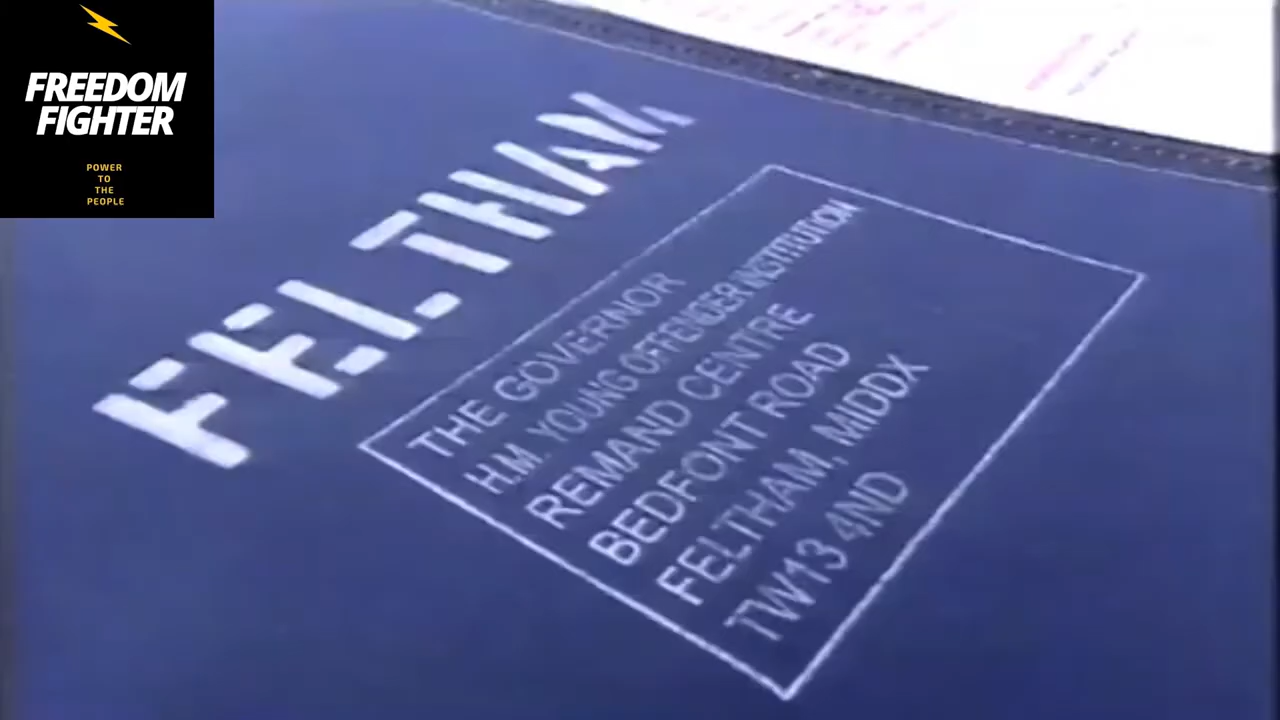 FREEDOM
FIGHTER
POWER
TO
THE
PEOPLE
FELTHAM
THE GOVERNOR
H.M. YOUNG OFFENDER INSTITUTION
REMAND CENTRE
BEDFONT ROAD
FELTHAM, MIDDX
TW13 4ND